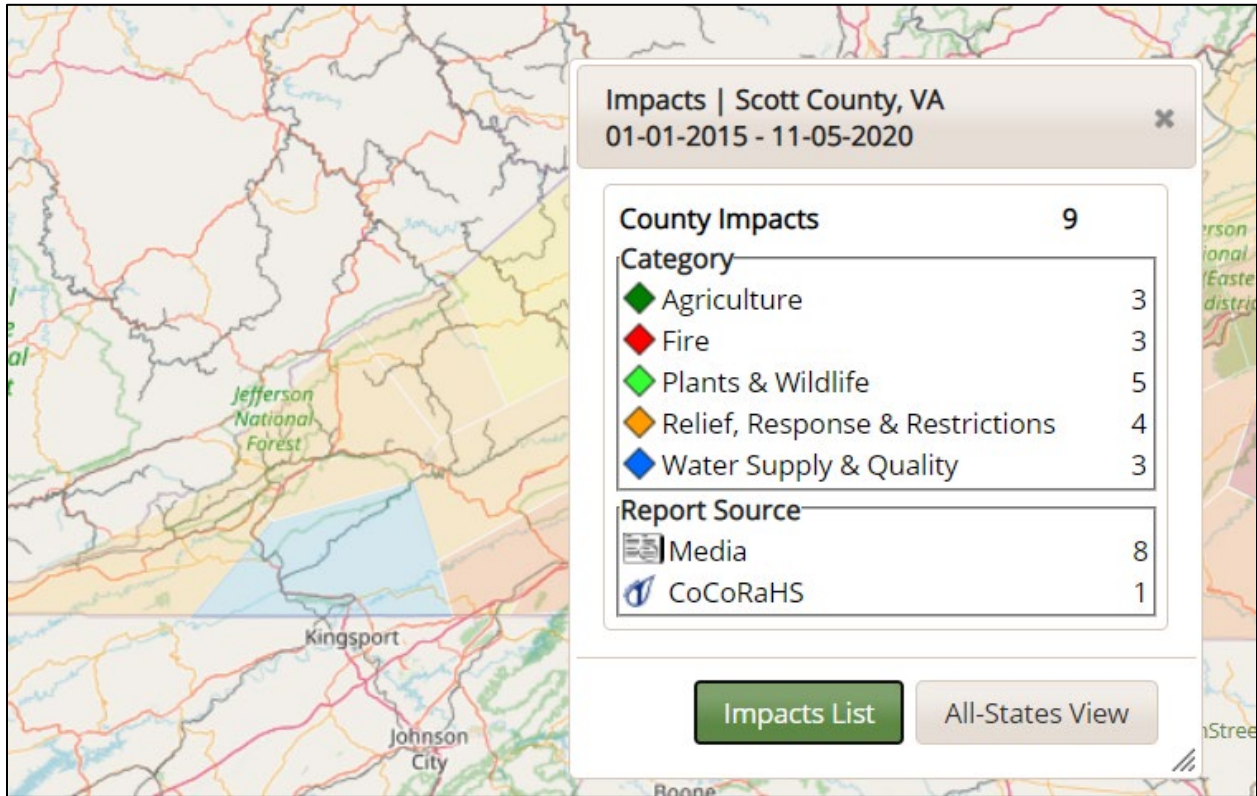 Impacts | Scott County, VA
01-01-2015 - 11-05-2020
County Impacts 9
Category
Agriculture 3
Fire 3
Plants & Wildlife 5
Relief, Response & Restrictions 4
Water Supply & Quality 3
Report Source
Media 8
CoCoRaHS 1
Impacts List All-States View
Jefferson
National
Forest
Kingsport
Johnson
City
Boone